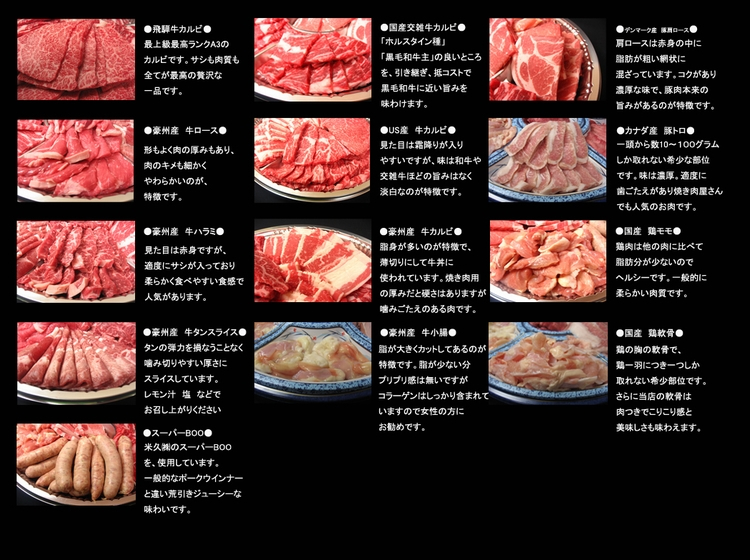 ●飛騨牛カルビ●
最上級最高ランクA3の
カルビです。サシも肉質も
全てが最高の贅沢な
一品です。
●国産交雑牛カルビ●
「ホルスタイン種」
「黒毛和牛主」の良いところ
を、引き継ぎ、抵コストで
黒毛和牛に近い旨みを
味わけます。
●デンマーク産 豚肩ロース●
肩ロースは赤身の中に
脂肪が粗い網状に
混ざっています。コクがあり
濃厚な味で、豚肉本来の
旨みがあるのが特徴です。
●豪州産 牛ロース●
形もよく肉の厚みもあり、
肉のキメも細かく
やわらかいのが、
特徴です。
●US産 牛カルビ●
見た目は霜降りが入り
やすいですが、味は和牛や
交雑牛ほどの旨みはなく
淡白なのが特徴です。
●カナダ産 豚トロ●
一頭から数10～100グラム
しか取れない希少な部位
です。味は濃厚。適度に
歯ごたえがあり焼き肉屋さん
でも人気のお肉です。
●豪州産 牛ハラミ●
見た目は赤身ですが、
適度にサシが入っており
柔らかく食べやすい食感で
人気があります。
●豪州産 牛カルビ●
脂身が多いのが特徴で、
薄切りにして牛丼に
使われています。焼き肉用
の厚みだと硬さはありますが
噛みごたえのある肉です。
●国産 鶏モモ●
鶏肉は他の肉に比べて
脂肪分が少ないので
ヘルシーです。一般的に
柔らかい肉質です。
●豪州産 牛タンスライス●
タンの弾力を損なうことなく
噛み切りやすい厚さに
スライスしています。
レモン汁 塩 などで
お召し上がりください
●豪州産 牛小腸●
脂が大きくカットしてあるのが
特徴です。脂が少ない分
プリプリ感は無いですが
コラーゲンはしっかり含まれて
いますので女性の方に
お勧めです。
●国産 鶏軟骨●
鶏の胸の軟骨で、
鶏一羽につき一つしか
取れない希少部位です。
さらに当店の軟骨は
肉つきでこりこり感と
美味しさも味わえます。
●スーパーBOO●
米久㈱のスーパーBOO
を、使用しています。
一般的なポークウインナー
と違い荒引きジューシーな
味わいです。